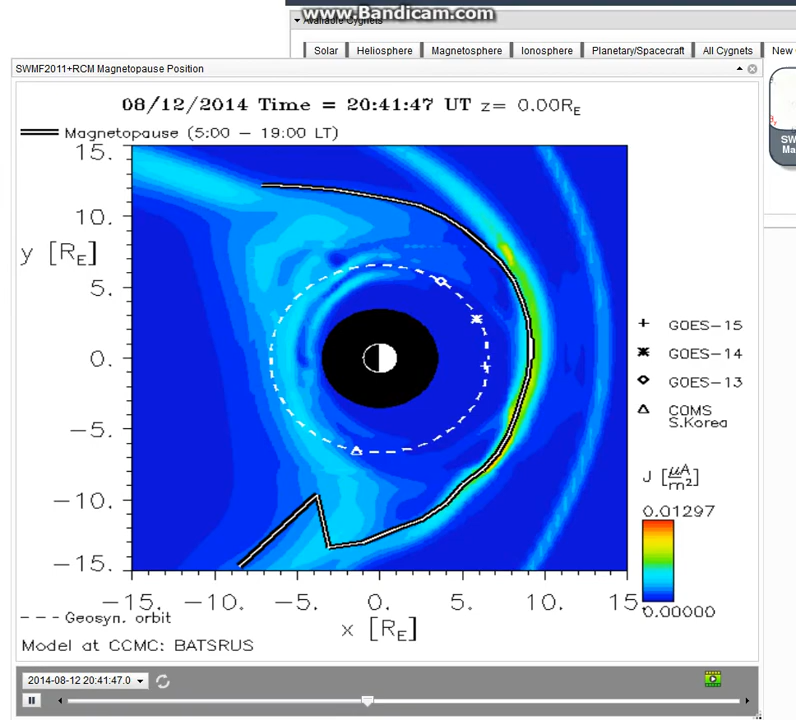 www.Bandicam.com
Available Cygnets
Solar Heliosphere Magnetosphere Ionosphere Planetary/Spacecraft All Cygnets New
SWMF2011+RCM Magnetopause Position
08/12/2014 Time = 20:41:47 UT z= 0.00RE
Magnetopause (5:00 – 19:00 LT)
15.
10.
y [RE]
5.
0.
−5.
−10.
−15.
−15. −10. −5. 0. 5. 10. 15.
x [RE]
GOES-15
GOES-14
GOES-13
COMS
S.Korea
J [μA/m²]
0.01297
0.00000
Geosyn. orbit
Model at CCMC: BATSRUS
SW
Ma
2014-08-12 20:41:47.0